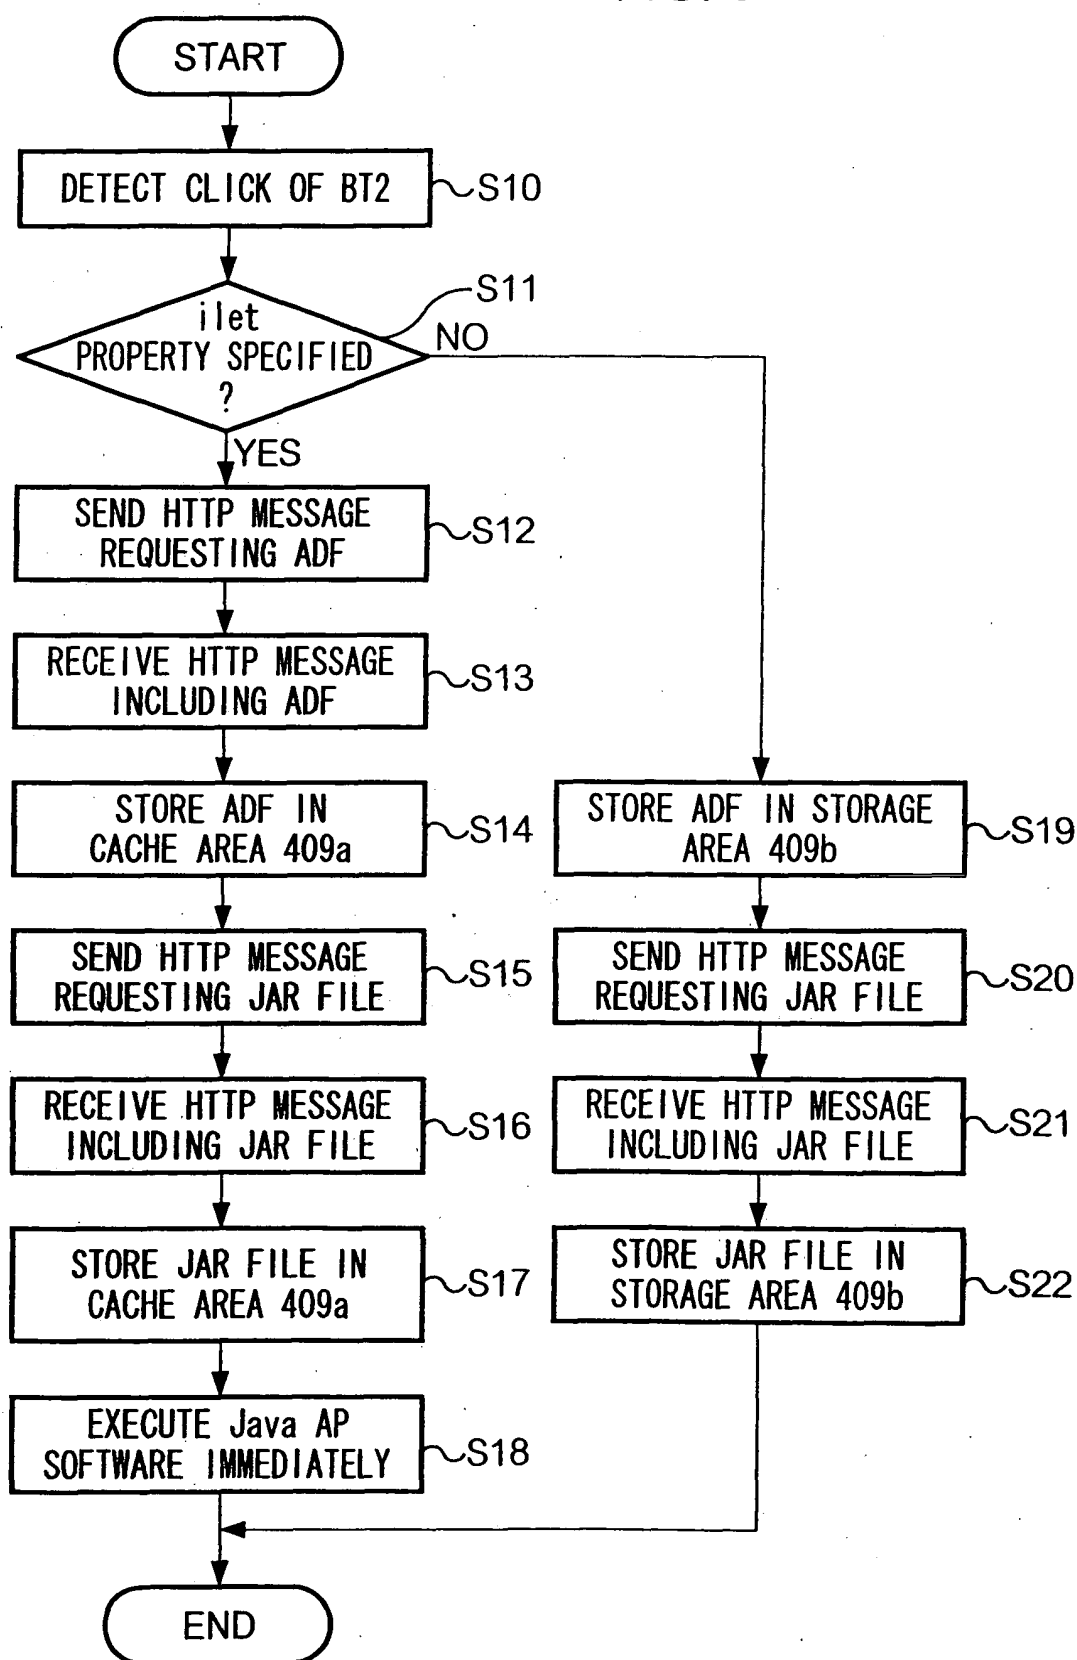 START
DETECT CLICK OF BT2
S10
S11
ilet
PROPERTY SPECIFIED
?
NO
YES
SEND HTTP MESSAGE
REQUESTING ADF
S12
RECEIVE HTTP MESSAGE
INCLUDING ADF
S13
STORE ADF IN
CACHE AREA 409a
S14
SEND HTTP MESSAGE
REQUESTING JAR FILE
S15
RECEIVE HTTP MESSAGE
INCLUDING JAR FILE
S16
STORE JAR FILE IN
CACHE AREA 409a
S17
EXECUTE Java AP
SOFTWARE IMMEDIATELY
S18
STORE ADF IN STORAGE
AREA 409b
S19
SEND HTTP MESSAGE
REQUESTING JAR FILE
S20
RECEIVE HTTP MESSAGE
INCLUDING JAR FILE
S21
STORE JAR FILE IN
STORAGE AREA 409b
S22
END